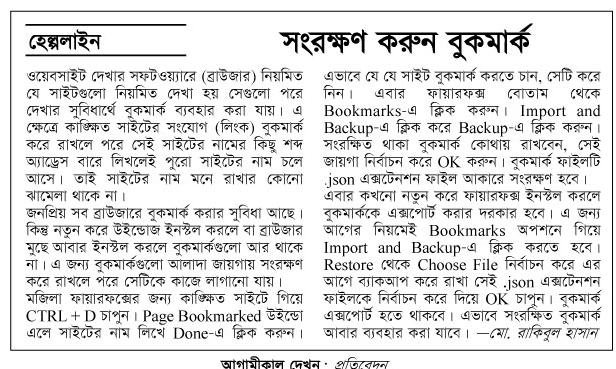 হেল্পলাইন
সংরক্ষণ করুন বুকমার্ক
ওয়েবসাইট দেখার সফটওয়্যারে (ব্রাউজার) নিয়মিত
যে সাইটগুলো নিয়মিত দেখা হয় সেগুলো পরে
দেখার সুবিধার্থে বুকমার্ক ব্যবহার করা যায়। এ
ক্ষেত্রে কাঙ্ক্ষিত সাইটের সংযোগ (লিংক) বুকমার্ক
করে রাখলে পরে সেই সাইটের নামের কিছু শব্দ
অ্যাড্রেস বারে লিখলেই পুরো সাইটের নাম চলে
আসে। তাই সাইটের নাম মনে রাখার কোনো
ঝামেলা থাকে না।
জনপ্রিয় সব ব্রাউজারে বুকমার্ক করার সুবিধা আছে।
কিন্তু নতুন করে উইন্ডোজ ইনস্টল করলে বা ব্রাউজার
মুছে আবার ইনস্টল করলে বুকমার্কগুলো আর থাকে
না। এ জন্য বুকমার্কগুলো আলাদা জায়গায় সংরক্ষণ
করে রাখলে পরে সেটিকে কাজে লাগানো যায়।
মজিলা ফায়ারফক্সের জন্য কাঙ্ক্ষিত সাইটে গিয়ে
CTRL + D চাপুন। Page Bookmarked উইন্ডো
এলে সাইটের নাম লিখে Done-এ ক্লিক করুন।
এভাবে যে যে সাইট বুকমার্ক করতে চান, সেটি করে
নিন। এবার ফায়ারফক্স বোতাম থেকে
Bookmarks-এ ক্লিক করুন। Import and
Backup-এ ক্লিক করে Backup-এ ক্লিক করুন।
সংরক্ষিত থাকা বুকমার্ক কোথায় রাখবেন, সেই
জায়গা নির্বাচন করে OK করুন। বুকমার্ক ফাইলটি
.json এক্সটেনশন ফাইল আকারে সংরক্ষণ হবে।
এবার কখনো নতুন করে ফায়ারফক্স ইনস্টল করলে
বুকমার্ককে এক্সপোর্ট করার দরকার হবে। এ জন্য
আগের নিয়মেই Bookmarks অপশনে গিয়ে
Import and Backup-এ ক্লিক করতে হবে।
Restore থেকে Choose File নির্বাচন করে এর
আগে ব্যাকআপ করে রাখা সেই .json এক্সটেনশন
ফাইলকে নির্বাচন করে দিয়ে OK চাপুন। বুকমার্ক
এক্সপোর্ট হতে থাকবে। এভাবে সংরক্ষিত বুকমার্ক
আবার ব্যবহার করা যাবে। —মো. রাকিবুল হাসান
আগামীকাল দেখুন : প্রতিবেদন